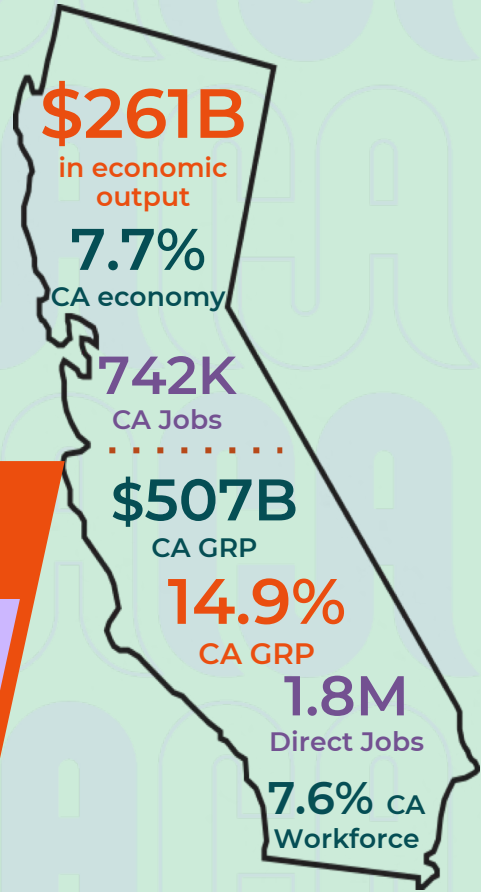 $261B
in economic
output
7.7%
CA economy
742K
CA Jobs
$507B
CA GRP
14.9%
CA GRP
1.8M
Direct Jobs
7.6% CA
Workforce